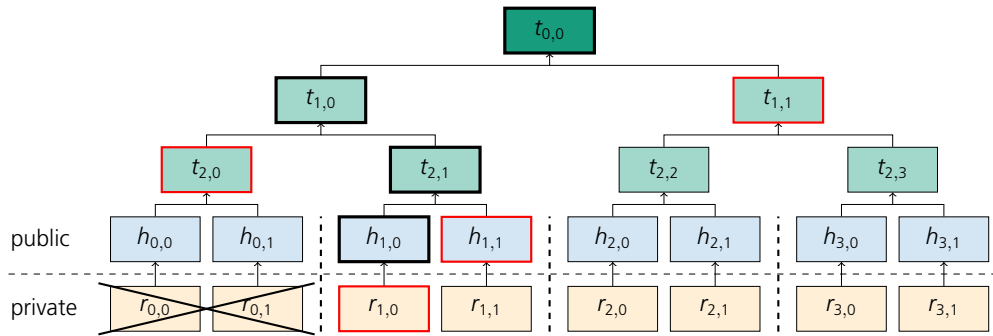 t0,0
t1,0 t1,1
t2,0 t2,1 t2,2 t2,3
public h0,0 h0,1 h1,0 h1,1 h2,0 h2,1 h3,0 h3,1
private r0,0 r0,1 r1,0 r1,1 r2,0 r2,1 r3,0 r3,1